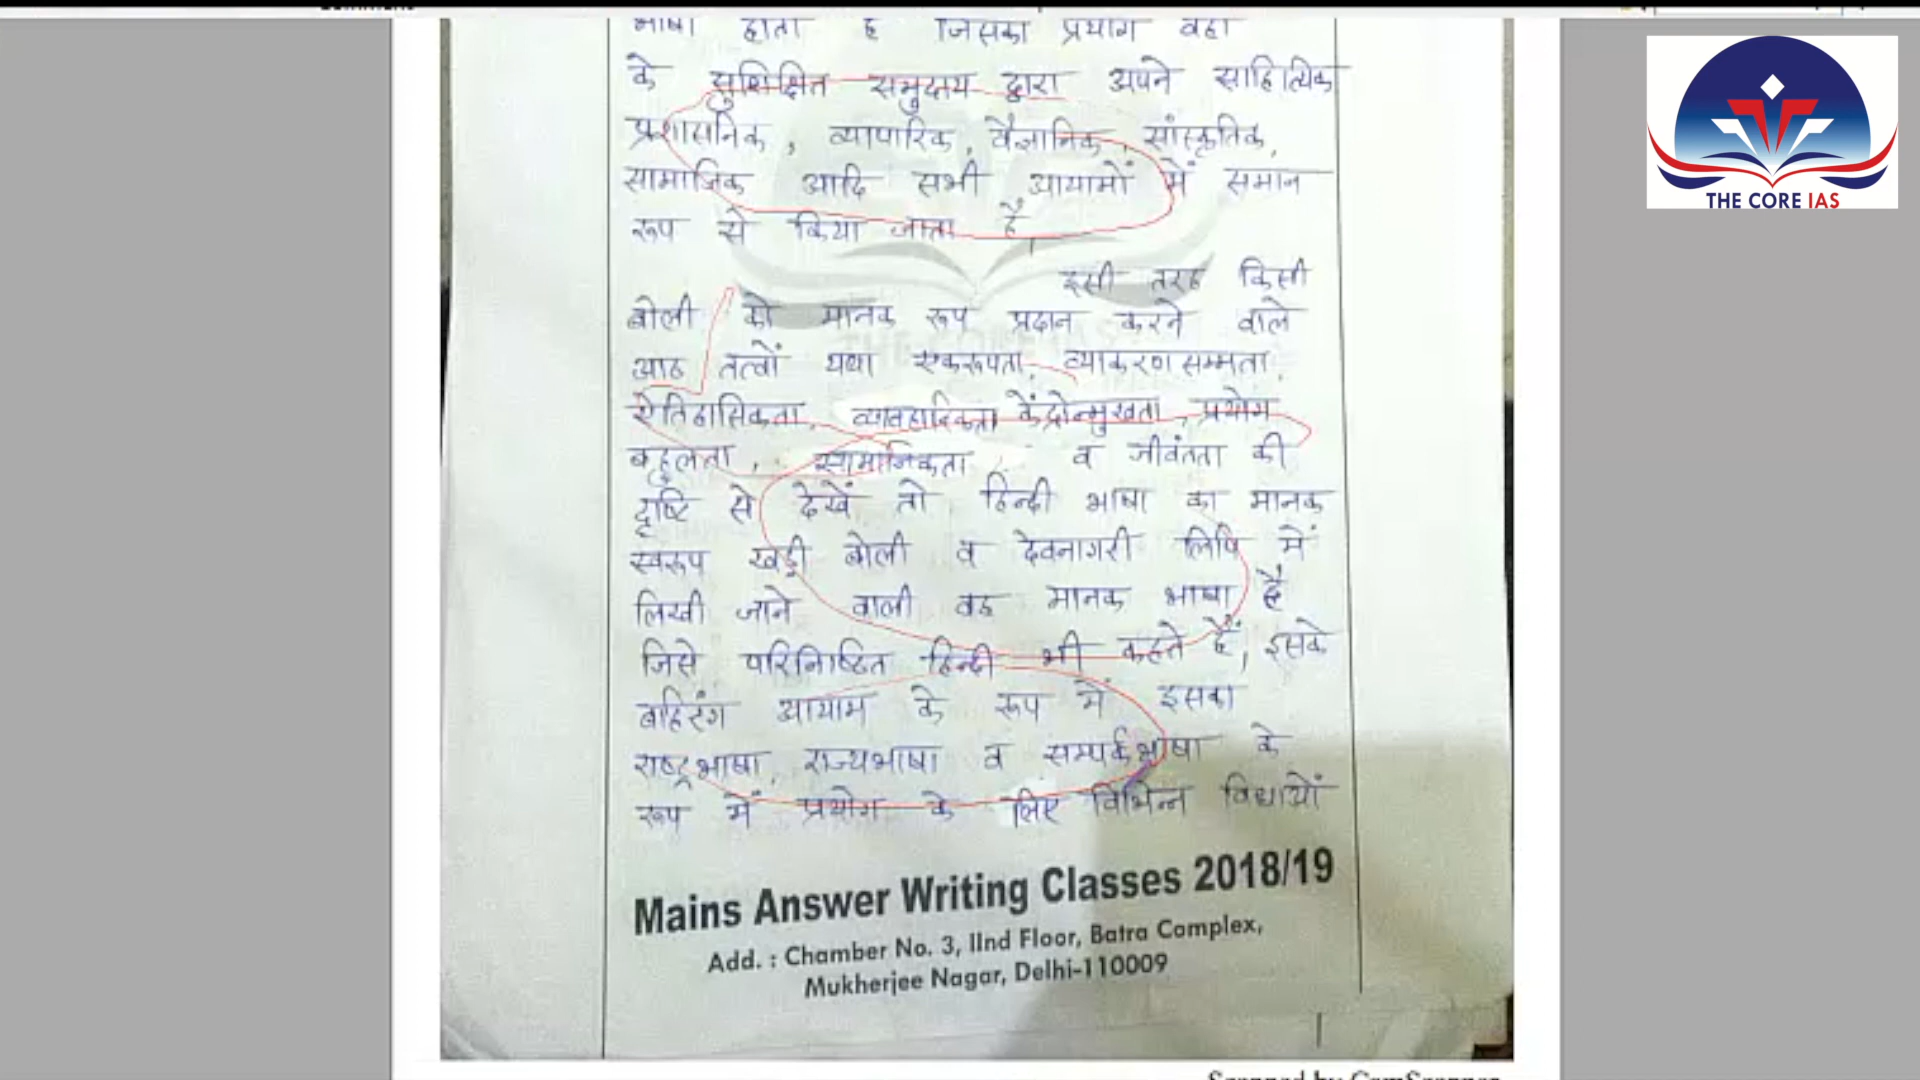 भाषा होता है जिसका प्रयोग वहाँ
के सुशिक्षित समुदाय द्वारा अपने साहित्यिक
प्रशासनिक, व्यापारिक, वैज्ञानिक, सांस्कृतिक,
सामाजिक आदि सभी आयामों में समान
रूप से किया जाता है।
इसी तरह किसी
बोली को मानक रूप प्रदान करने वाले
आठ तत्वों यथा एकरूपता, व्याकरण सम्मता,
ऐतिहासिकता, व्यावहारिकता केंद्रोन्मुखता, प्रयोग
बहुलता, सामाजिकता, व जीवंतता की
दृष्टि से देखें तो हिन्दी भाषा का मानक
स्वरूप खड़ी बोली व देवनागरी लिपि में
लिखी जाने वाली वह मानक भाषा है
जिसे परिनिष्ठित हिन्दी भी कहते हैं, इसके
बहिरंग आयाम के रूप में इसका
राष्ट्रभाषा, राज्यभाषा व सम्पर्कभाषा के
रूप में प्रयोग के लिए विभिन्न विधायों
Mains Answer Writing Classes 2018/19
Add. : Chamber No. 3, IInd Floor, Batra Complex,
Mukherjee Nagar, Delhi-110009
THE CORE IAS